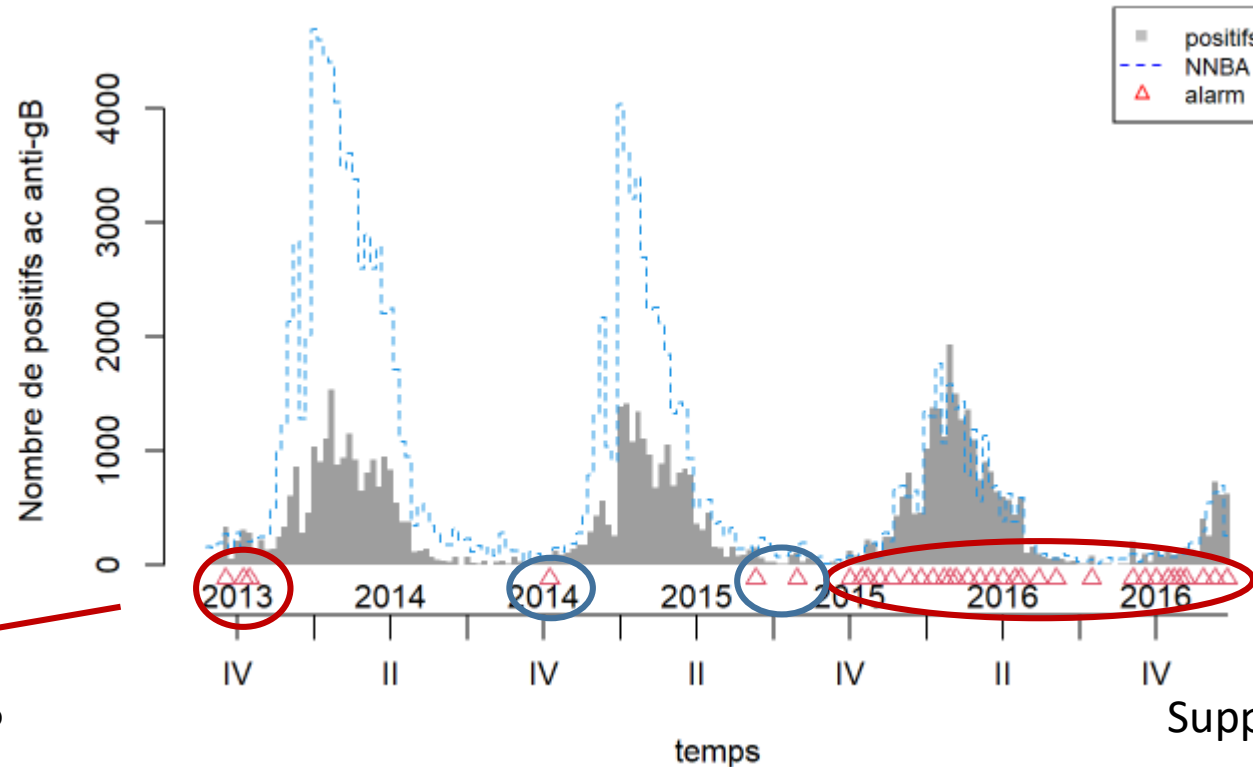 positifs
NNBA
alarm
Nombre de positifs ac anti-gB
4000
3000
2000
1000
0
2013 2014 2014 2015 2015 2016 2016
IV II IV II IV II IV
temps
Supp